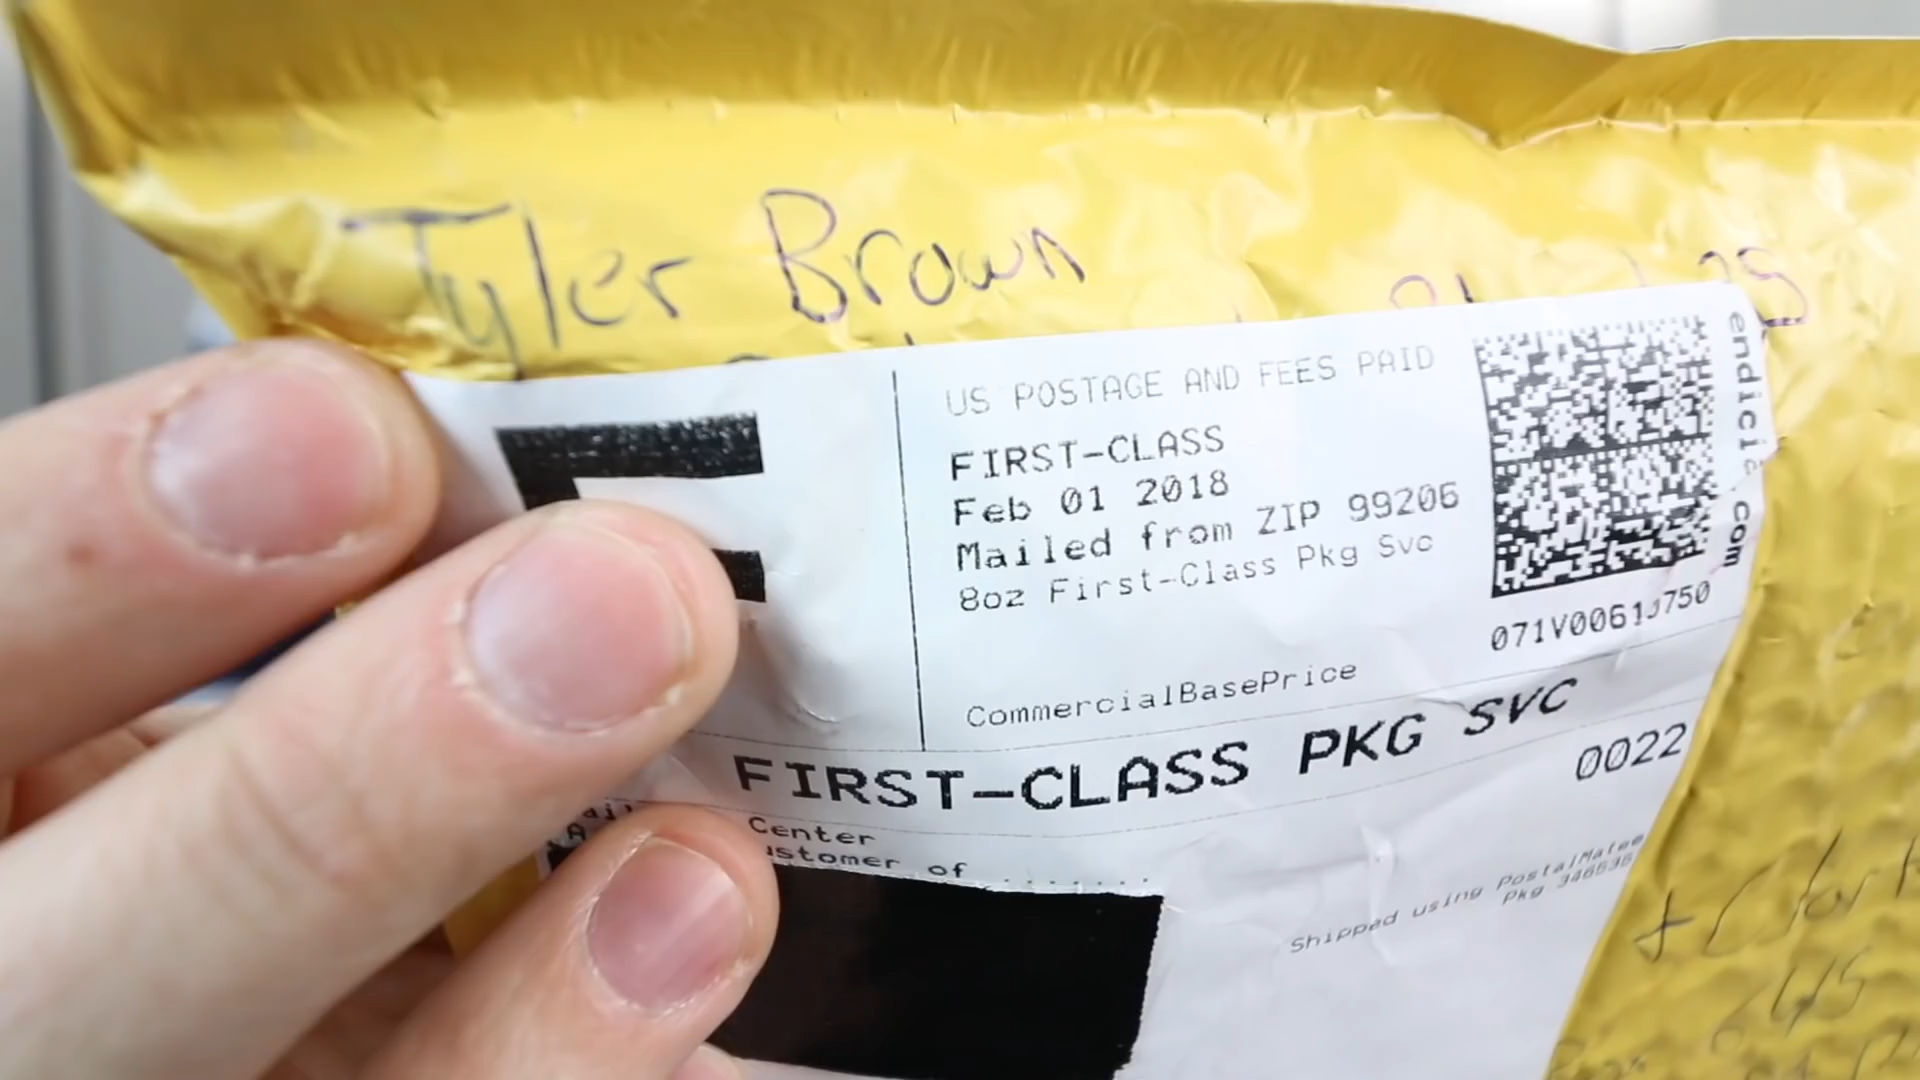 Tyler Brown
US POSTAGE AND FEES PAID
FIRST-CLASS
Feb 01 2018
Mailed from ZIP 99206
8oz First-Class Pkg Svc
CommercialBasePrice
endicia.com
FIRST-CLASS PKG SVC
0022
Center
of
Shipped using PostalMate
Pkg